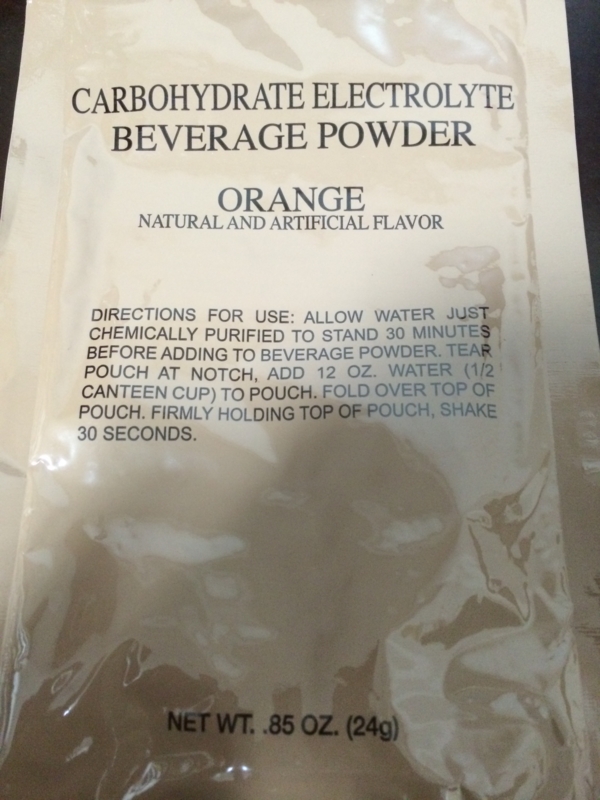 CARBOHYDRATE ELECTROLYTE
BEVERAGE POWDER
ORANGE
NATURAL AND ARTIFICIAL FLAVOR
DIRECTIONS FOR USE: ALLOW WATER JUST
CHEMICALLY PURIFIED TO STAND 30 MINUTES
BEFORE ADDING TO BEVERAGE POWDER. TEAR
POUCH AT NOTCH, ADD 12 OZ. WATER (1/2
CANTEEN CUP) TO POUCH. FOLD OVER TOP OF
POUCH. FIRMLY HOLDING TOP OF POUCH, SHAKE
30 SECONDS.
NET WT. .85 OZ. (24g)